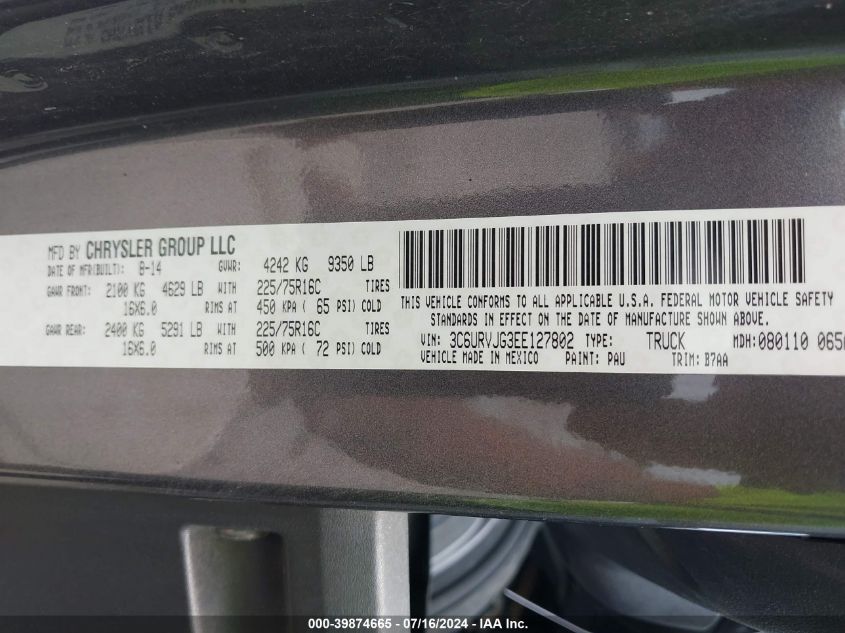 MFD BY CHRYSLER GROUP LLC
DATE OF MFR(BUILT): 8-14 GVWR: 4242 KG 9350 LB
GAWR FRONT: 2100 KG 4629 LB WITH 225/75R16C TIRES
16X6.0 RIMS AT 450 KPA ( 65 PSI) COLD
GAWR REAR: 2400 KG 5291 LB WITH 225/75R16C TIRES
16X6.0 RIMS AT 500 KPA ( 72 PSI) COLD
THIS VEHICLE CONFORMS TO ALL APPLICABLE U.S.A. FEDERAL MOTOR VEHICLE SAFETY
STANDARDS IN EFFECT ON THE DATE OF MANUFACTURE SHOWN ABOVE.
VIN: 3C6URVJG3EE127802 TYPE: TRUCK MDH: 080110 065
VEHICLE MADE IN MEXICO PAINT: PAU TRIM: B7AA
000-39874665 - 07/16/2024 - IAA Inc.